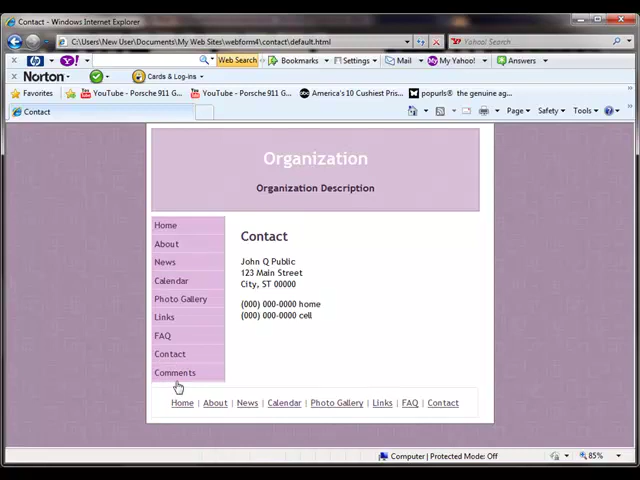 Contact - Windows Internet Explorer
C:\Users\New User\Documents\My Web Sites\webform4\contact\default.html
Yahoo! Search
Web Search
Bookmarks
Settings
Mail
My Yahoo!
Answers
Norton
Cards & Log-ins
Favorites
YouTube - Porsche 911 G...
YouTube - Porsche 911 G...
America's 10 Cushiest Pris...
popurls® the genuine ag...
Contact
Page
Safety
Tools
Organization
Organization Description
Home
About
News
Calendar
Photo Gallery
Links
FAQ
Contact
Comments
Contact
John Q Public
123 Main Street
City, ST 00000
(000) 000-0000 home
(000) 000-0000 cell
Home | About | News | Calendar | Photo Gallery | Links | FAQ | Contact
Computer | Protected Mode: Off
85%